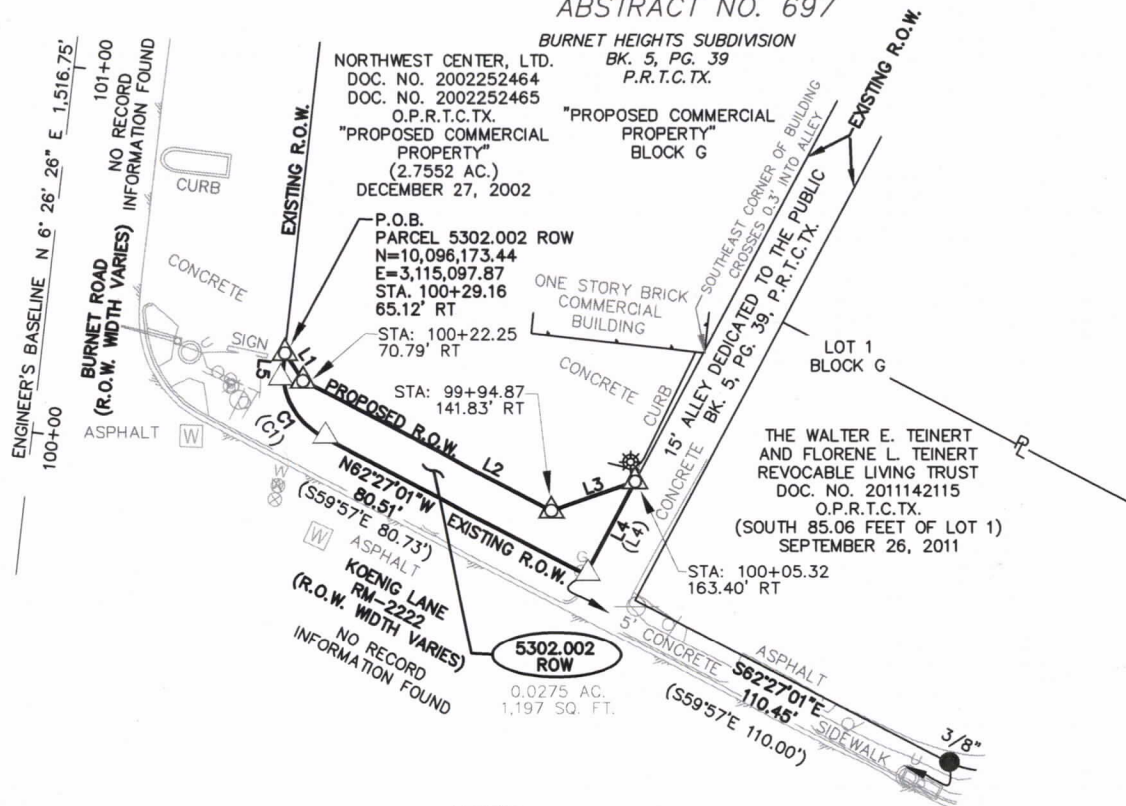 ABSTRACT NO. 697
BURNET HEIGHTS SUBDIVISION
BK. 5, PG. 39
P.R.T.C.TX.
NORTHWEST CENTER, LTD.
DOC. NO. 2002252464
DOC. NO. 2002252465
O.P.R.T.C.TX.
"PROPOSED COMMERCIAL
PROPERTY"
(2.7552 AC.)
DECEMBER 27, 2002
"PROPOSED COMMERCIAL
PROPERTY"
BLOCK G
EXISTING R.O.W.
EXISTING R.O.W.
ENGINEER'S BASELINE N 6° 26' 26" E 1,516.75'
101+00
100+00
BURNET ROAD
(R.O.W. WIDTH VARIES)
NO RECORD
INFORMATION FOUND
CURB
CONCRETE
SIGN
ASPHALT
W
P.O.B.
PARCEL 5302.002 ROW
N=10,096,173.44
E=3,115,097.87
STA. 100+29.16
65.12' RT
STA: 100+22.25
70.79' RT
STA: 99+94.87
141.83' RT
ONE STORY BRICK
COMMERCIAL
BUILDING
CONCRETE
CURB
SOUTHEAST CORNER OF BUILDING
CROSSES 0.3' INTO ALLEY
15' ALLEY DEDICATED TO THE PUBLIC
BK. 5, PG. 39, P.R.T.C.TX.
CONCRETE
LOT 1
BLOCK G
PL
THE WALTER E. TEINERT
AND FLORENE L. TEINERT
REVOCABLE LIVING TRUST
DOC. NO. 2011142115
O.P.R.T.C.TX.
(SOUTH 85.06 FEET OF LOT 1)
SEPTEMBER 26, 2011
L1
L5
C1
(C1)
PROPOSED R.O.W.
L2
L3
L4
(L4)
N62°27'01"W
80.51'
EXISTING R.O.W.
(S59°57'E 80.73')
G
W
W
ASPHALT
KOENIG LANE
RM-2222
(R.O.W. WIDTH VARIES)
NO RECORD
INFORMATION FOUND
5302.002
ROW
0.0275 AC.
1,197 SQ. FT.
STA: 100+05.32
163.40' RT
5' CONCRETE
SIDEWALK
ASPHALT
S62°27'01"E
110.45'
(S59°57'E 110.00')
U
3/8"